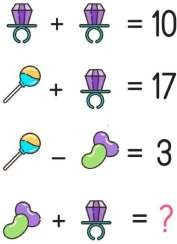 + = 10
+ = 17
- = 3
+ = ?